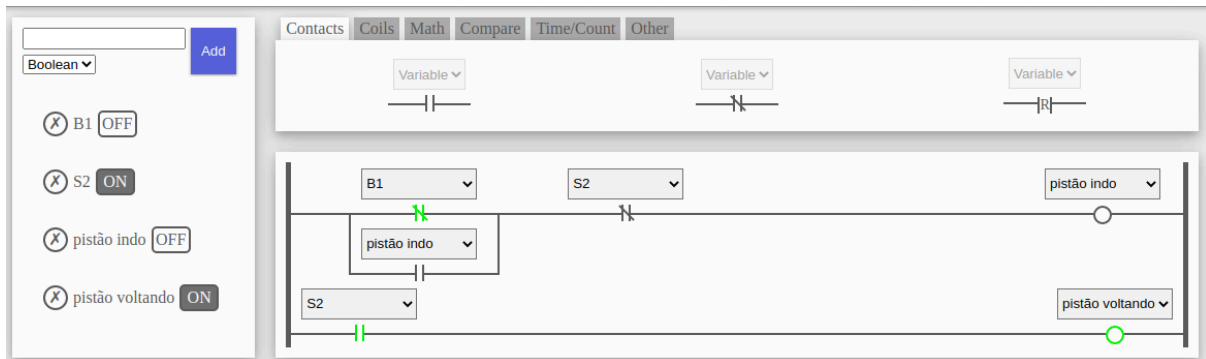 Add
Boolean
✗ B1 OFF
✗ S2 ON
✗ pistão indo OFF
✗ pistão voltando ON
Contacts Coils Math Compare Time/Count Other
Variable Variable Variable
R
B1 S2 pistão indo
pistão indo
S2 pistão voltando